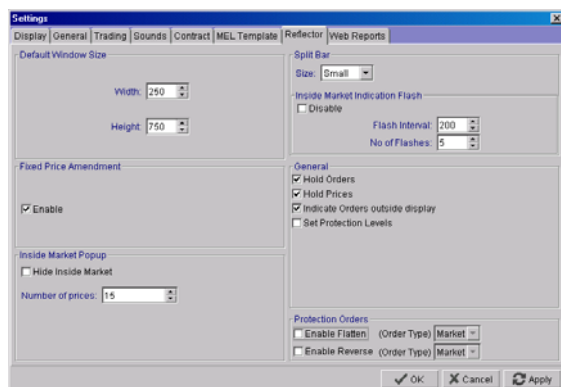 Settings
Display General Trading Sounds Contract MEL Template Reflector Web Reports
Default Window Size
Width: 250
Height: 750
Fixed Price Amendment
Enable
Inside Market Popup
Hide Inside Market
Number of prices: 15
Split Bar
Size: Small
Inside Market Indication Flash
Disable
Flash Interval: 200
No of Flashes: 5
General
Hold Orders
Hold Prices
Indicate Orders outside display
Set Protection Levels
Protection Orders
Enable Flatten (Order Type) Market
Enable Reverse (Order Type) Market
OK Cancel Apply